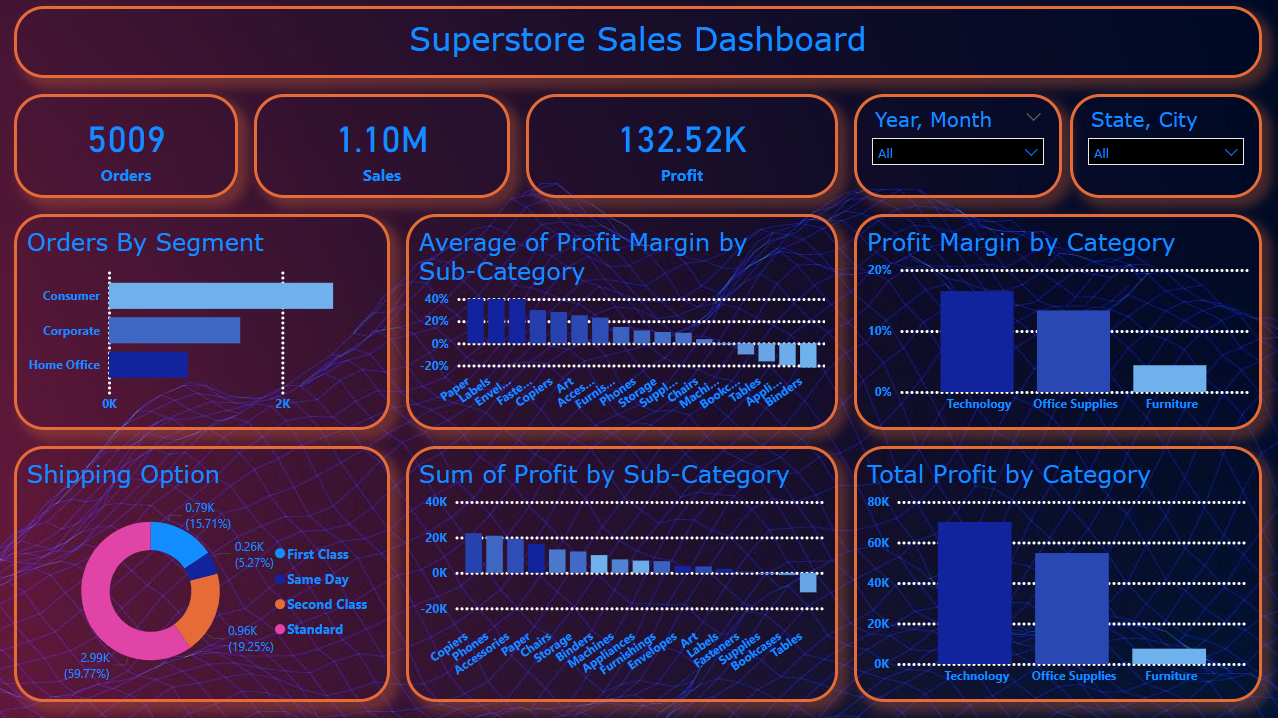 Superstore Sales Dashboard
5009
Orders
1.10M
Sales
132.52K
Profit
Year, Month
All
State, City
All
Orders By Segment
Consumer
Corporate
Home Office
0K
2K
Average of Profit Margin by
Sub-Category
40%
20%
0%
-20%
Paper
Labels
Envel...
Faste...
Copiers
Art
Acces...
Furnis...
Phones
Storage
Suppl...
Chairs
Machi...
Bookc...
Tables
Appli...
Binders
Profit Margin by Category
20%
10%
0%
Technology
Office Supplies
Furniture
Shipping Option
0.79K
(15.71%)
0.26K
(5.27%)
0.96K
(19.25%)
2.99K
(59.77%)
First Class
Same Day
Second Class
Standard
Sum of Profit by Sub-Category
40K
20K
0K
-20K
Copiers
Phones
Accessories
Paper
Chairs
Storage
Binders
Machines
Appliances
Furnishings
Envelopes
Art
Labels
Fasteners
Supplies
Bookcases
Tables
Total Profit by Category
80K
60K
40K
20K
0K
Technology
Office Supplies
Furniture